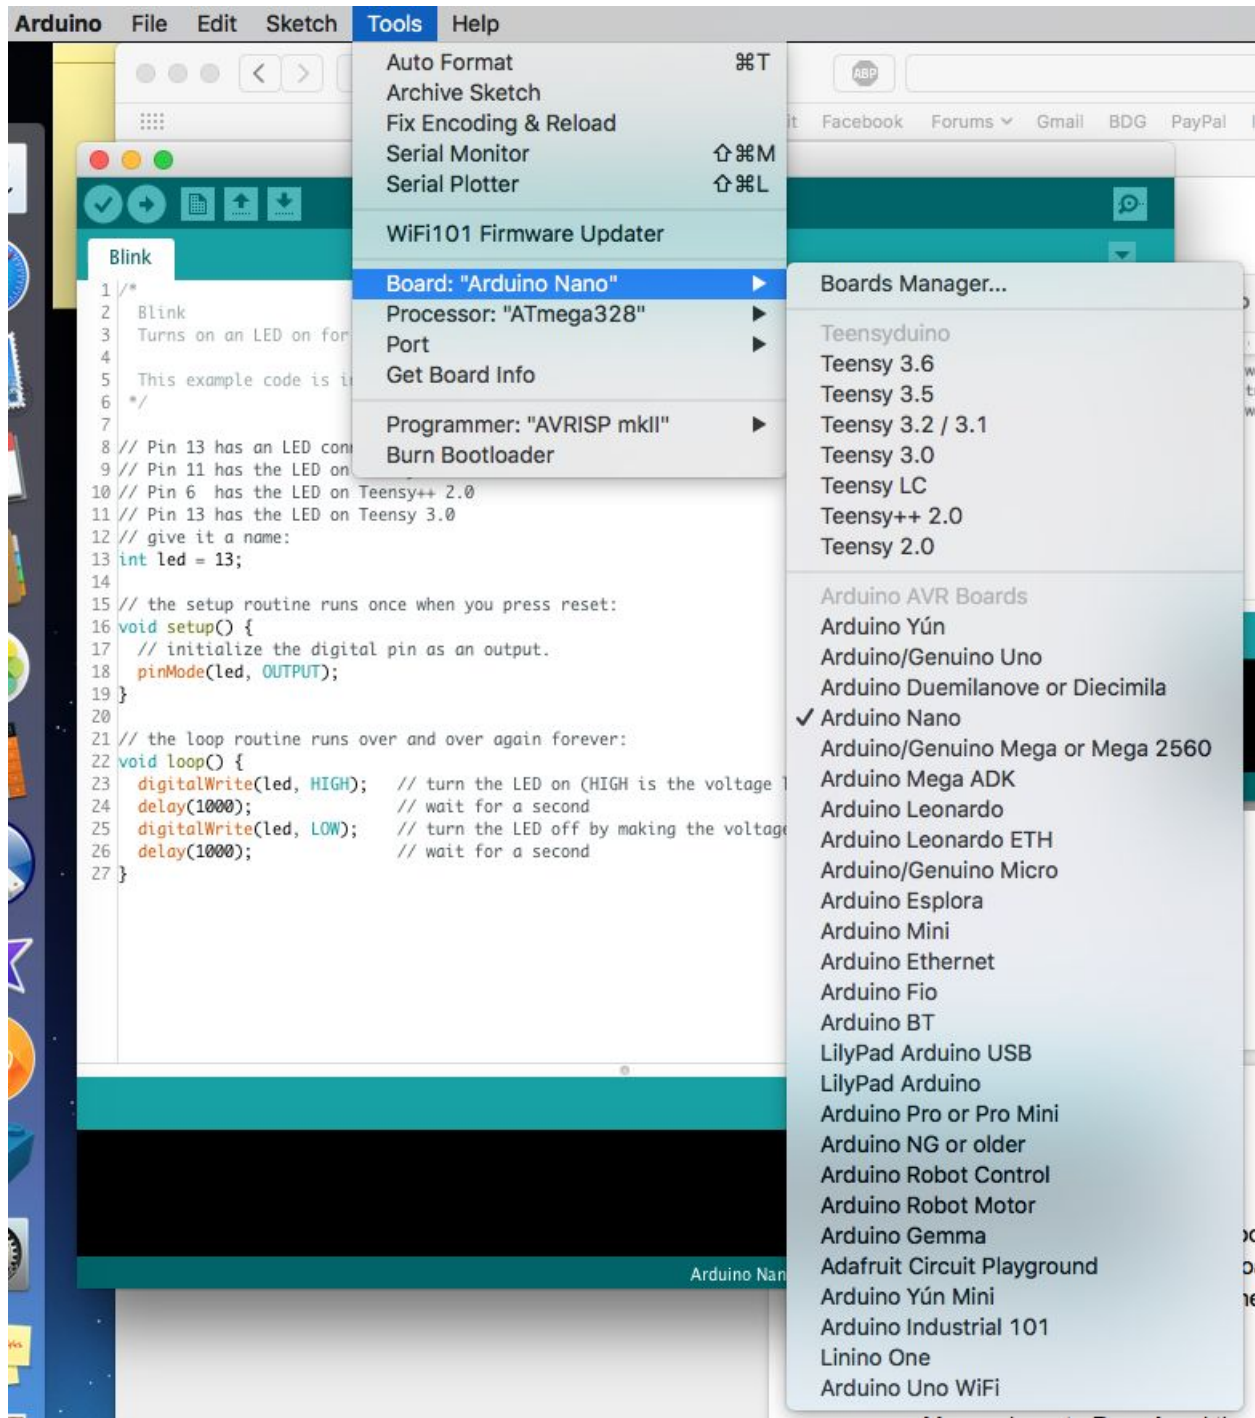 Arduino File Edit Sketch Tools Help
Auto Format ⌘T
Archive Sketch
Fix Encoding & Reload
Serial Monitor ⇧⌘M
Serial Plotter ⇧⌘L
WiFi101 Firmware Updater
Board: "Arduino Nano"
Processor: "ATmega328"
Port
Get Board Info
Programmer: "AVRISP mkII"
Burn Bootloader
ABP
Facebook Forums Gmail BDG PayPal
Blink
1 /*
2 Blink
3 Turns on an LED on for
4
5 This example code is
6 */
7
8 // Pin 13 has an LED
9 // Pin 11 has the LED on
10 // Pin 6 has the LED on Teensy++ 2.0
11 // Pin 13 has the LED on Teensy 3.0
12 // give it a name:
13 int led = 13;
14
15 // the setup routine runs once when you press reset:
16 void setup() {
17 // initialize the digital pin as an output.
18 pinMode(led, OUTPUT);
19 }
20
21 // the loop routine runs over and over again forever:
22 void loop() {
23 digitalWrite(led, HIGH); // turn the LED on (HIGH is the voltage
24 delay(1000); // wait for a second
25 digitalWrite(led, LOW); // turn the LED off by making the voltage
26 delay(1000); // wait for a second
27 }
Arduino Nan
Boards Manager...
Teensyduino
Teensy 3.6
Teensy 3.5
Teensy 3.2 / 3.1
Teensy 3.0
Teensy LC
Teensy++ 2.0
Teensy 2.0
Arduino AVR Boards
Arduino Yún
Arduino/Genuino Uno
Arduino Duemilanove or Diecimila
✓ Arduino Nano
Arduino/Genuino Mega or Mega 2560
Arduino Mega ADK
Arduino Leonardo
Arduino Leonardo ETH
Arduino/Genuino Micro
Arduino Esplora
Arduino Mini
Arduino Ethernet
Arduino Fio
Arduino BT
LilyPad Arduino USB
LilyPad Arduino
Arduino Pro or Pro Mini
Arduino NG or older
Arduino Robot Control
Arduino Robot Motor
Arduino Gemma
Adafruit Circuit Playground
Arduino Yún Mini
Arduino Industrial 101
Linino One
Arduino Uno WiFi